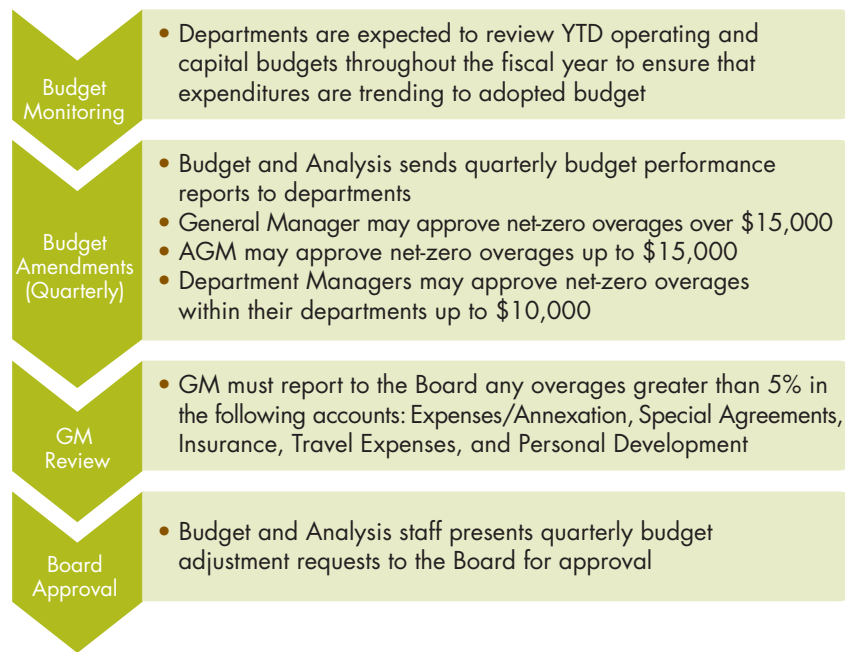 Budget
Monitoring
• Departments are expected to review YTD operating and
capital budgets throughout the fiscal year to ensure that
expenditures are trending to adopted budget
Budget
Amendments
(Quarterly)
• Budget and Analysis sends quarterly budget performance
reports to departments
• General Manager may approve net-zero overages over $15,000
• AGM may approve net-zero overages up to $15,000
• Department Managers may approve net-zero overages
within their departments up to $10,000
GM
Review
• GM must report to the Board any overages greater than 5% in
the following accounts: Expenses/Annexation, Special Agreements,
Insurance, Travel Expenses, and Personal Development
Board
Approval
• Budget and Analysis staff presents quarterly budget
adjustment requests to the Board for approval